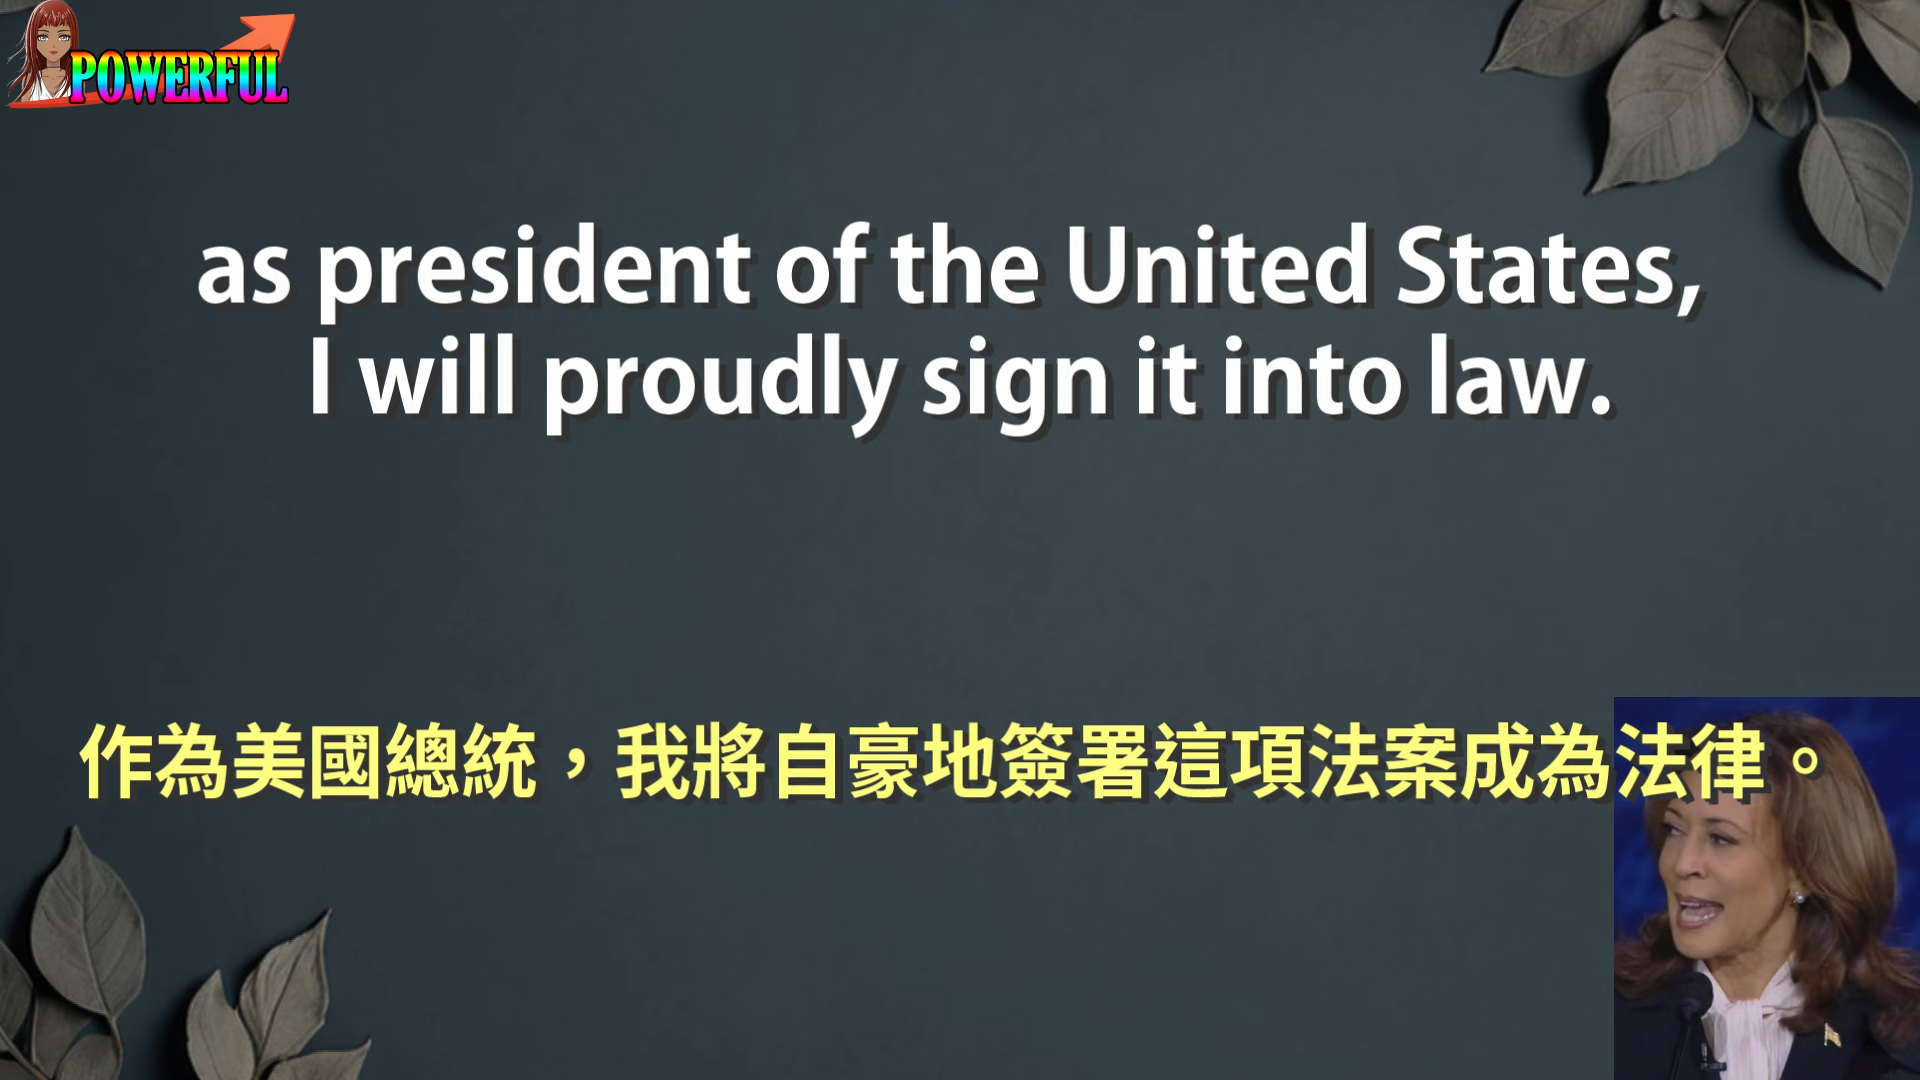 POWERFUL
as president of the United States,
I will proudly sign it into law.
作為美國總統，我將自豪地簽署這項法案成為法律。